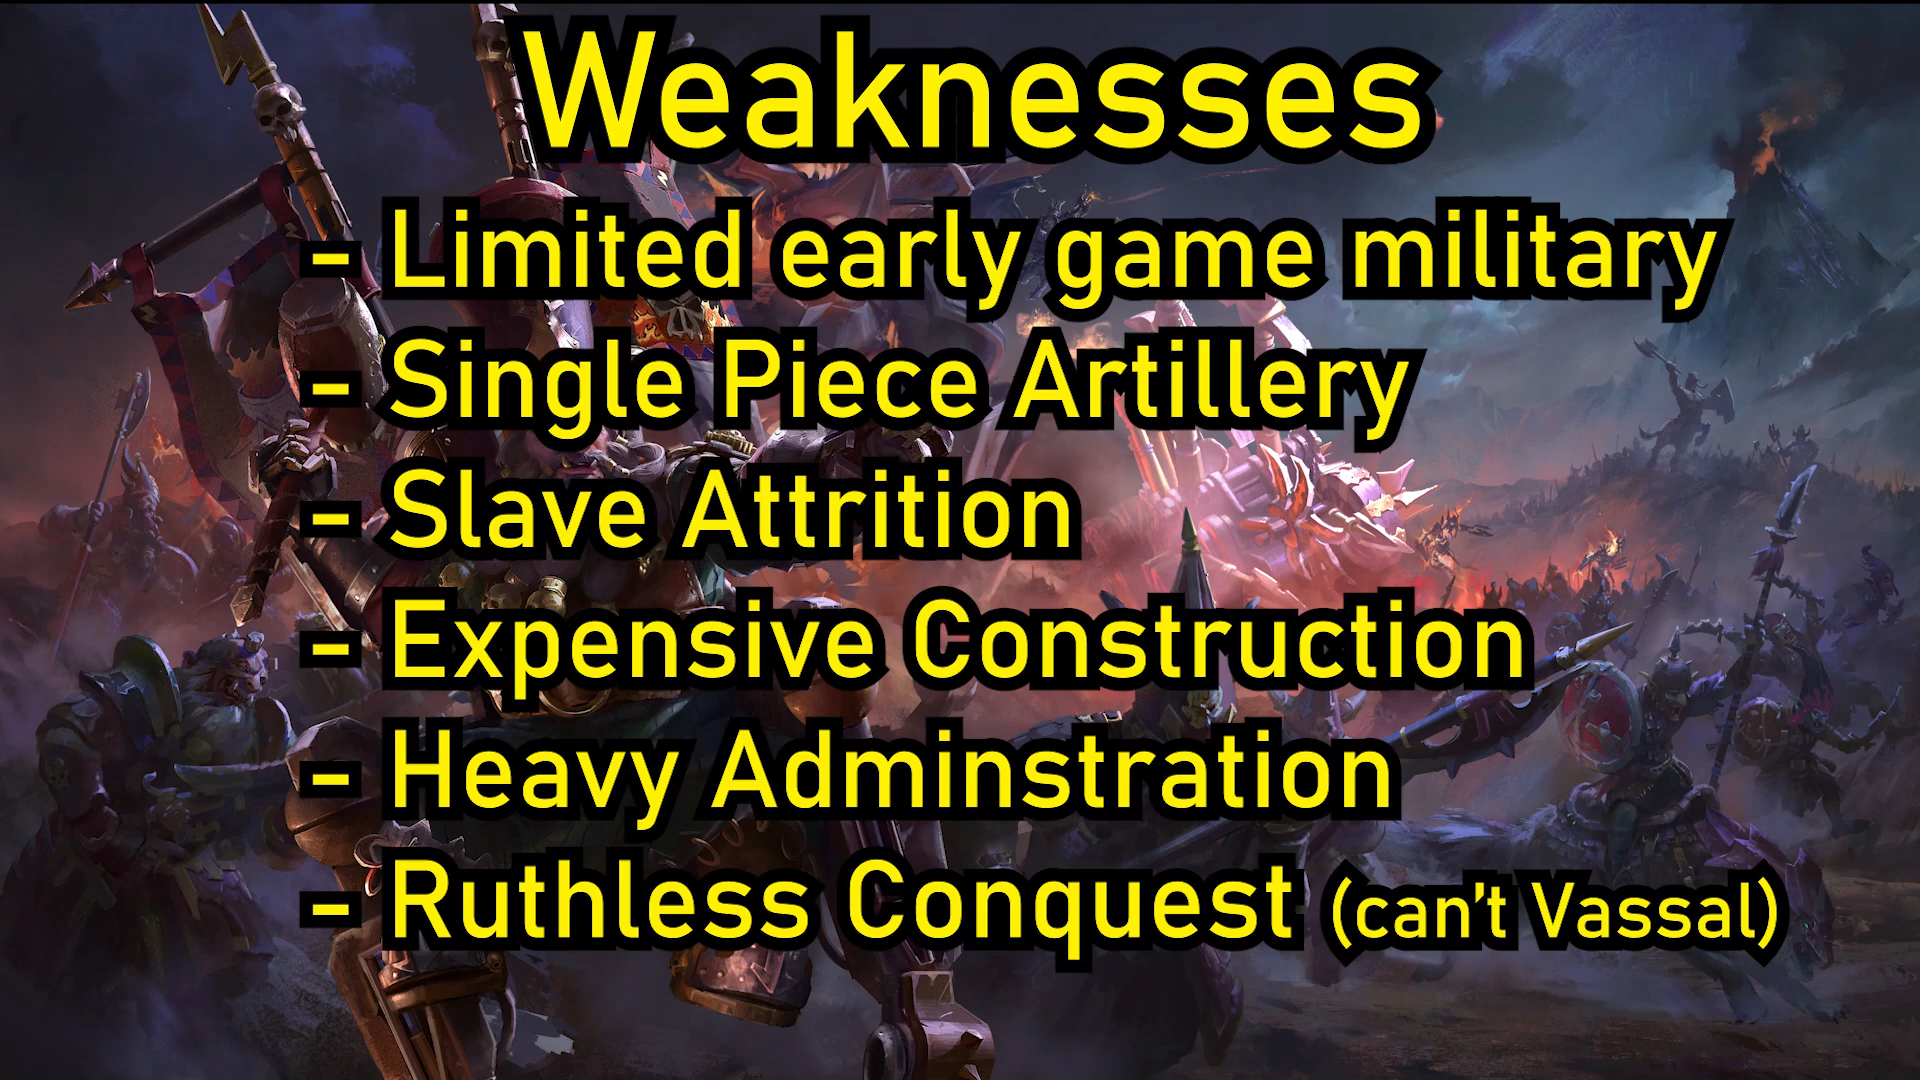 Weaknesses
- Limited early game military
- Single Piece Artillery
- Slave Attrition
- Expensive Construction
- Heavy Adminstration
- Ruthless Conquest (can't Vassal)